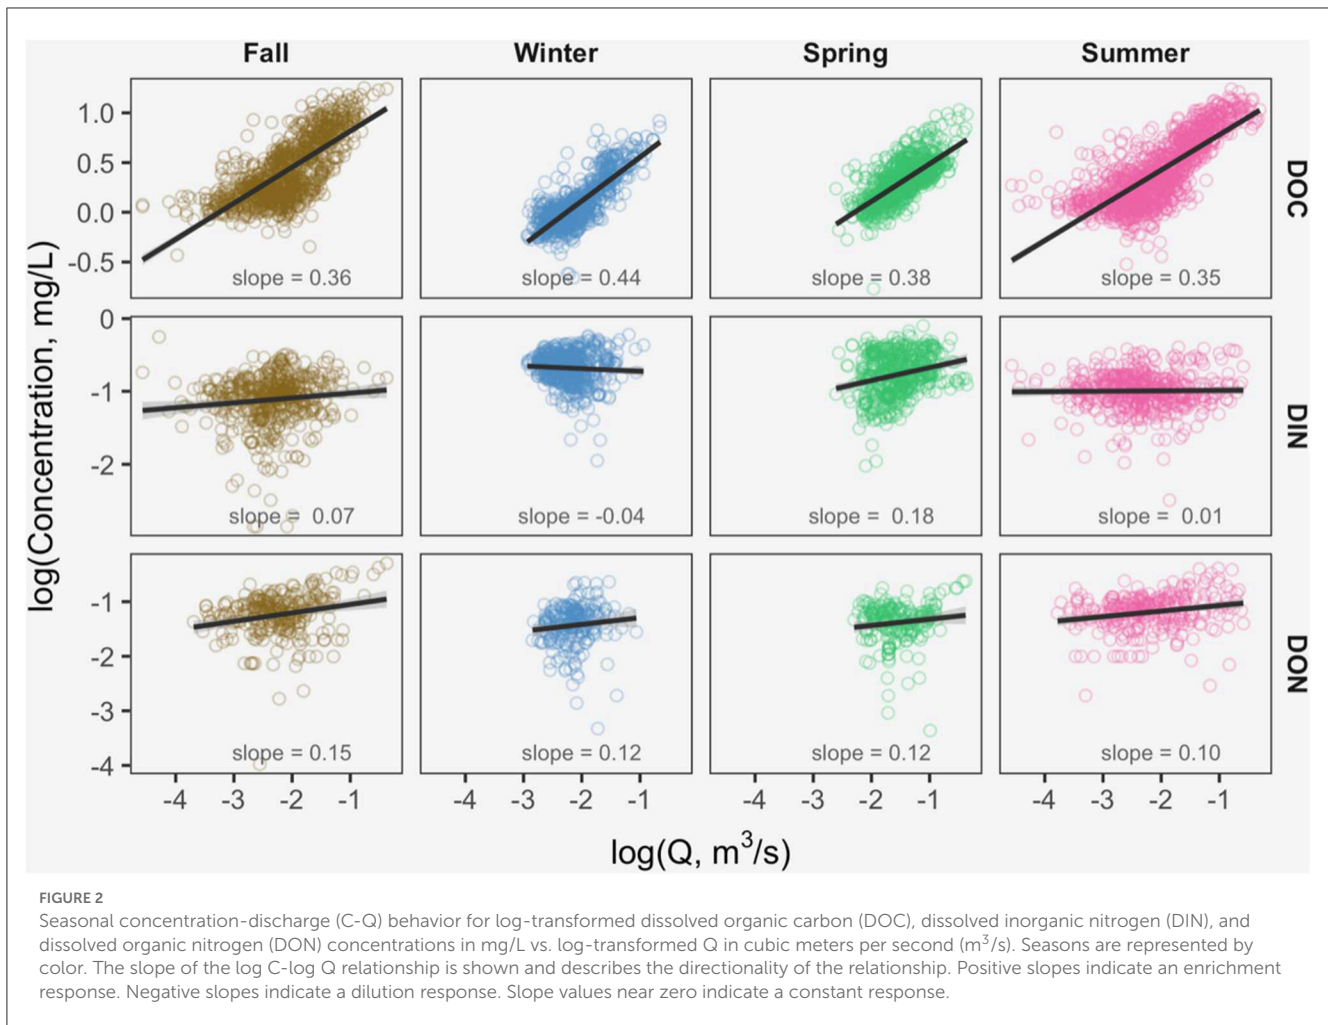 Fall Winter Spring Summer
1.0
0.5
0.0
-0.5
slope = 0.36 slope = 0.44 slope = 0.38 slope = 0.35
DOC
0
-1
-2
slope = 0.07 slope = -0.04 slope = 0.18 slope = 0.01
DIN
-1
-2
-3
-4
slope = 0.15 slope = 0.12 slope = 0.12 slope = 0.10
DON
log(Concentration, mg/L)
-4 -3 -2 -1 -4 -3 -2 -1 -4 -3 -2 -1 -4 -3 -2 -1
log(Q, m³/s)
FIGURE 2
Seasonal concentration-discharge (C-Q) behavior for log-transformed dissolved organic carbon (DOC), dissolved inorganic nitrogen (DIN), and
dissolved organic nitrogen (DON) concentrations in mg/L vs. log-transformed Q in cubic meters per second (m³/s). Seasons are represented by
color. The slope of the log C-log Q relationship is shown and describes the directionality of the relationship. Positive slopes indicate an enrichment
response. Negative slopes indicate a dilution response. Slope values near zero indicate a constant response.